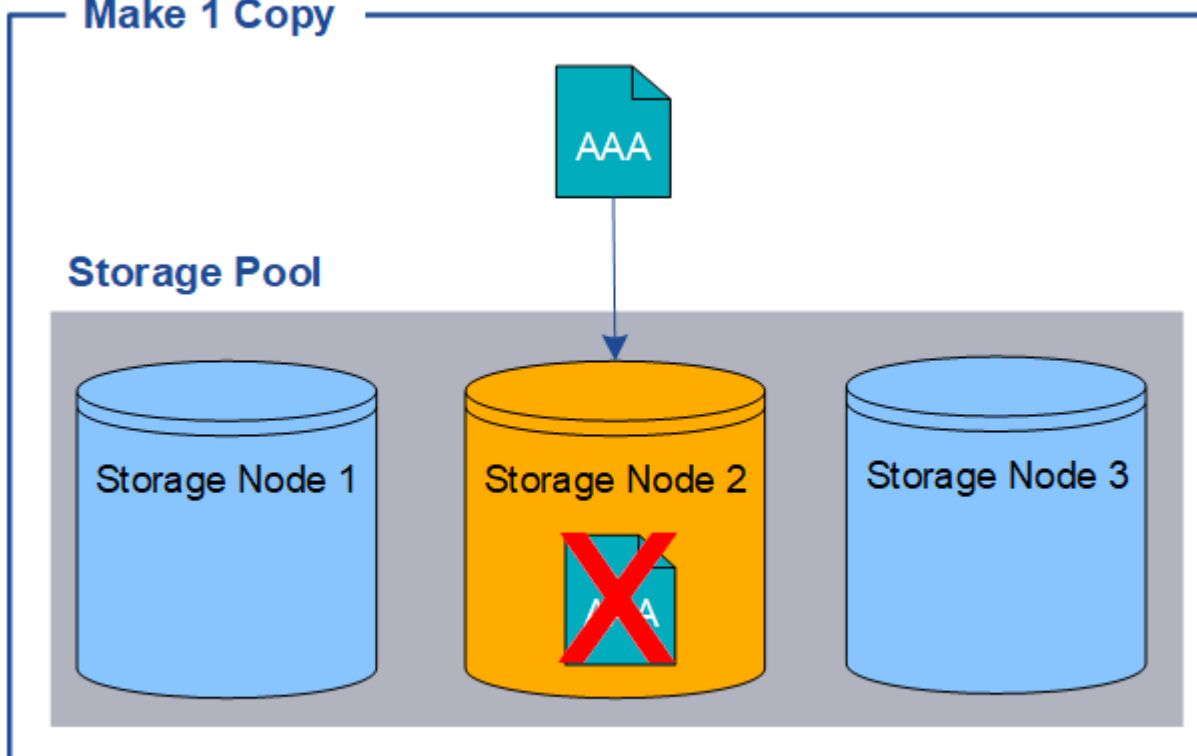 Make 1 Copy
AAA
Storage Pool
Storage Node 1
Storage Node 2
Storage Node 3